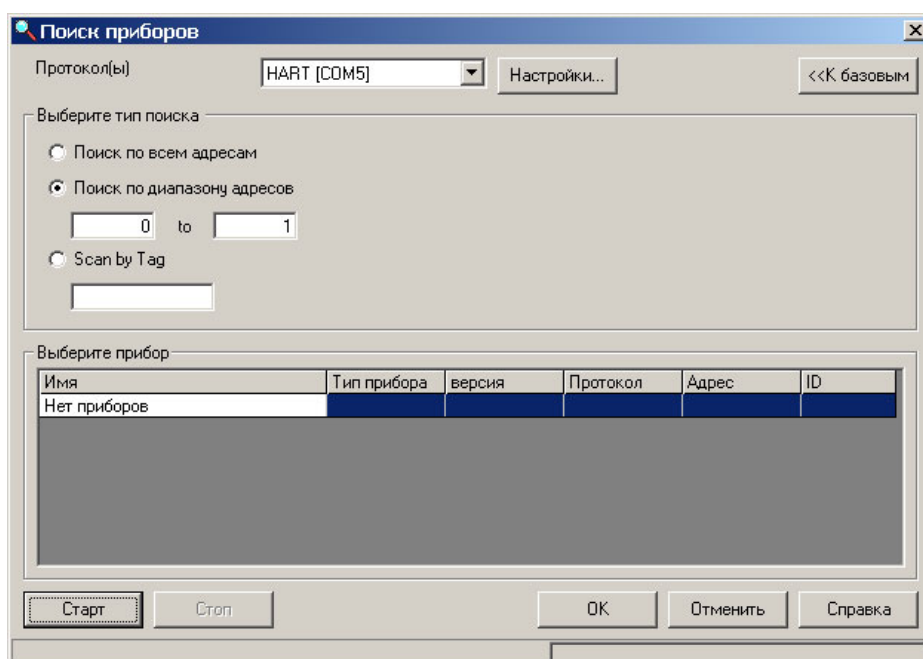 Поиск приборов
Протокол(ы) HART [COM5] Настройки... <<К базовым
Выберите тип поиска
Поиск по всем адресам
Поиск по диапазону адресов
0 to 1
Scan by Tag
Выберите прибор
Имя Тип прибора версия Протокол Адрес ID
Нет приборов
Старт Стоп OK Отменить Справка